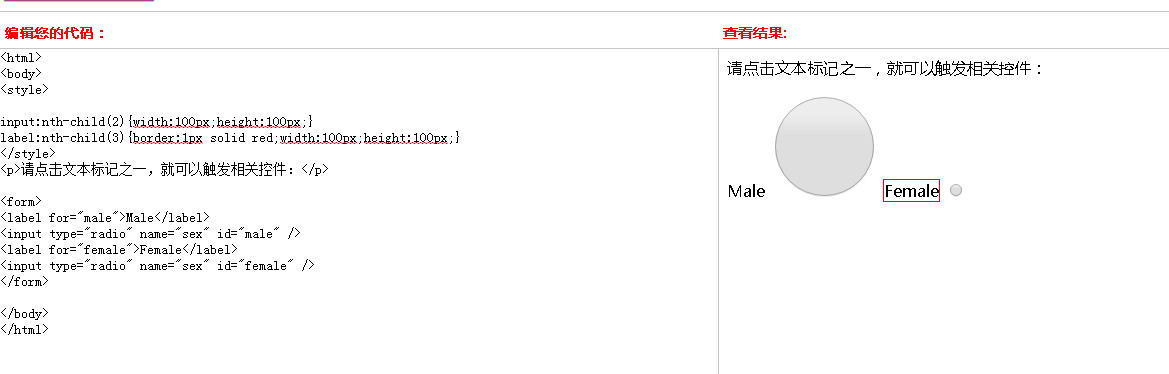 编辑您的代码：
查看结果:
<html>
<body>
<style>
input:nth-child(2){width:100px;height:100px;}
label:nth-child(3){border:1px solid red;width:100px;height:100px;}
</style>
<p>请点击文本标记之一，就可以触发相关控件：</p>
<form>
<label for="male">Male</label>
<input type="radio" name="sex" id="male" />
<label for="female">Female</label>
<input type="radio" name="sex" id="female" />
</form>
</body>
</html>
请点击文本标记之一，就可以触发相关控件：
Male Female